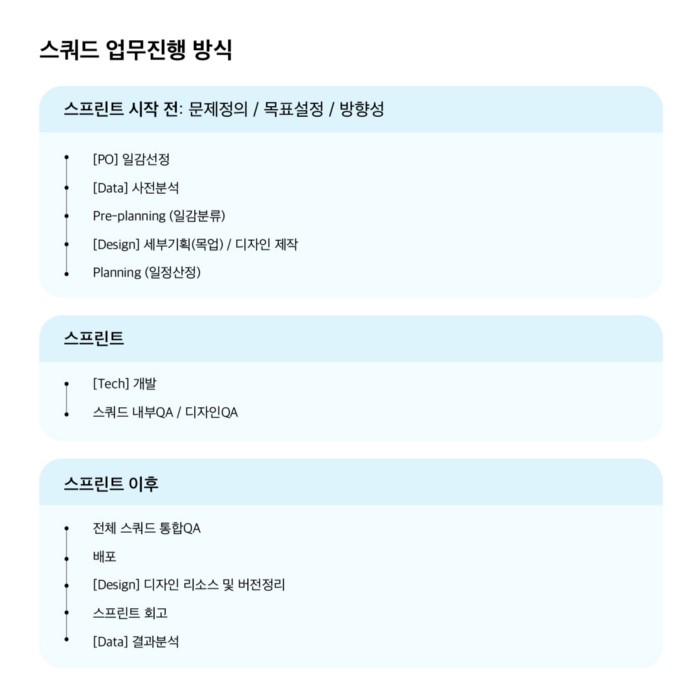 스쿼드 업무진행 방식
스프린트 시작 전: 문제정의 / 목표설정 / 방향성
[PO] 일감선정
[Data] 사전분석
Pre-planning (일감분류)
[Design] 세부기획(목업) / 디자인 제작
Planning (일정산정)
스프린트
[Tech] 개발
스쿼드 내부QA / 디자인QA
스프린트 이후
전체 스쿼드 통합QA
배포
[Design] 디자인 리소스 및 버전정리
스프린트 회고
[Data] 결과분석